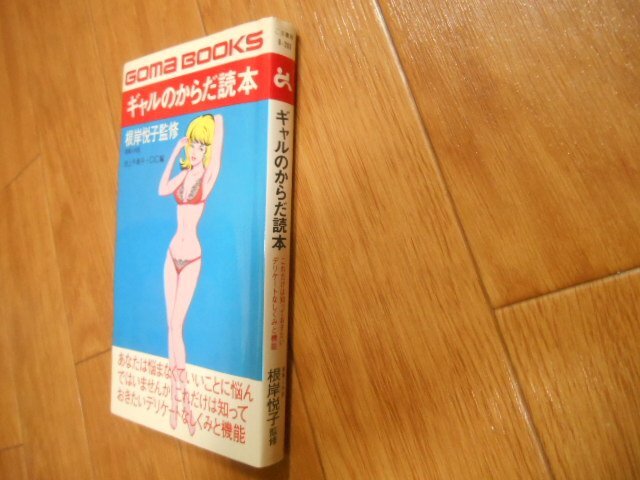 GOMA BOOKS
ギャルのからだ読本
根岸悦子監修
あなたは悩まなくていいことに悩ん
ではいませんか これだけは知って
おきたいデリケートなしくみと機能
ギャルのからだ読本
これだけは知っておきたい
デリケートなしくみと機能
根岸悦子監修